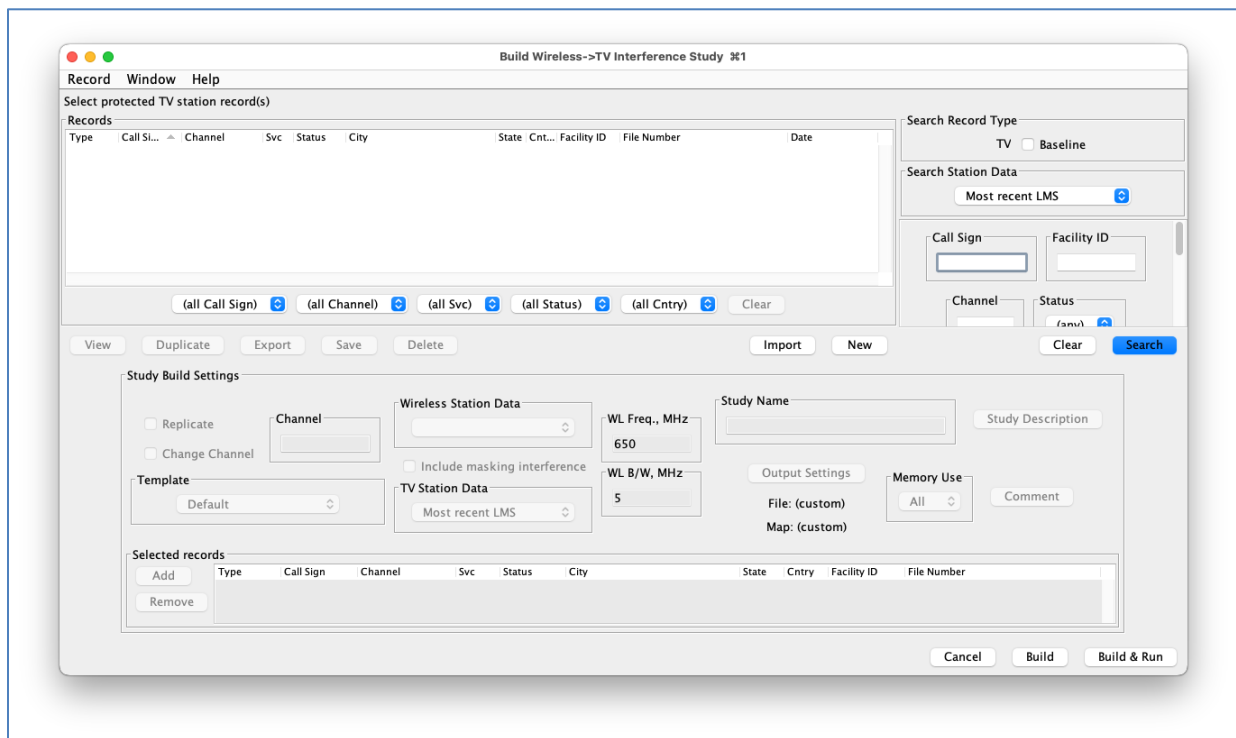 Build Wireless->TV Interference Study ⌘1
Record Window Help
Select protected TV station record(s)
Records
Type Call Si... Channel Svc Status City State Cnt... Facility ID File Number Date
(all Call Sign) (all Channel) (all Svc) (all Status) (all Cntry) Clear
Search Record Type
TV Baseline
Search Station Data
Most recent LMS
Call Sign Facility ID
Channel Status
(any)
View Duplicate Export Save Delete Import New Clear Search
Study Build Settings
Replicate
Change Channel
Channel
Template
Default
Wireless Station Data
Include masking interference
TV Station Data
Most recent LMS
WL Freq., MHz
650
WL B/W, MHz
5
Study Name
Study Description
Output Settings
File: (custom)
Map: (custom)
Memory Use
All
Comment
Selected records
Add
Remove
Type Call Sign Channel Svc Status City State Cntry Facility ID File Number
Cancel Build Build & Run